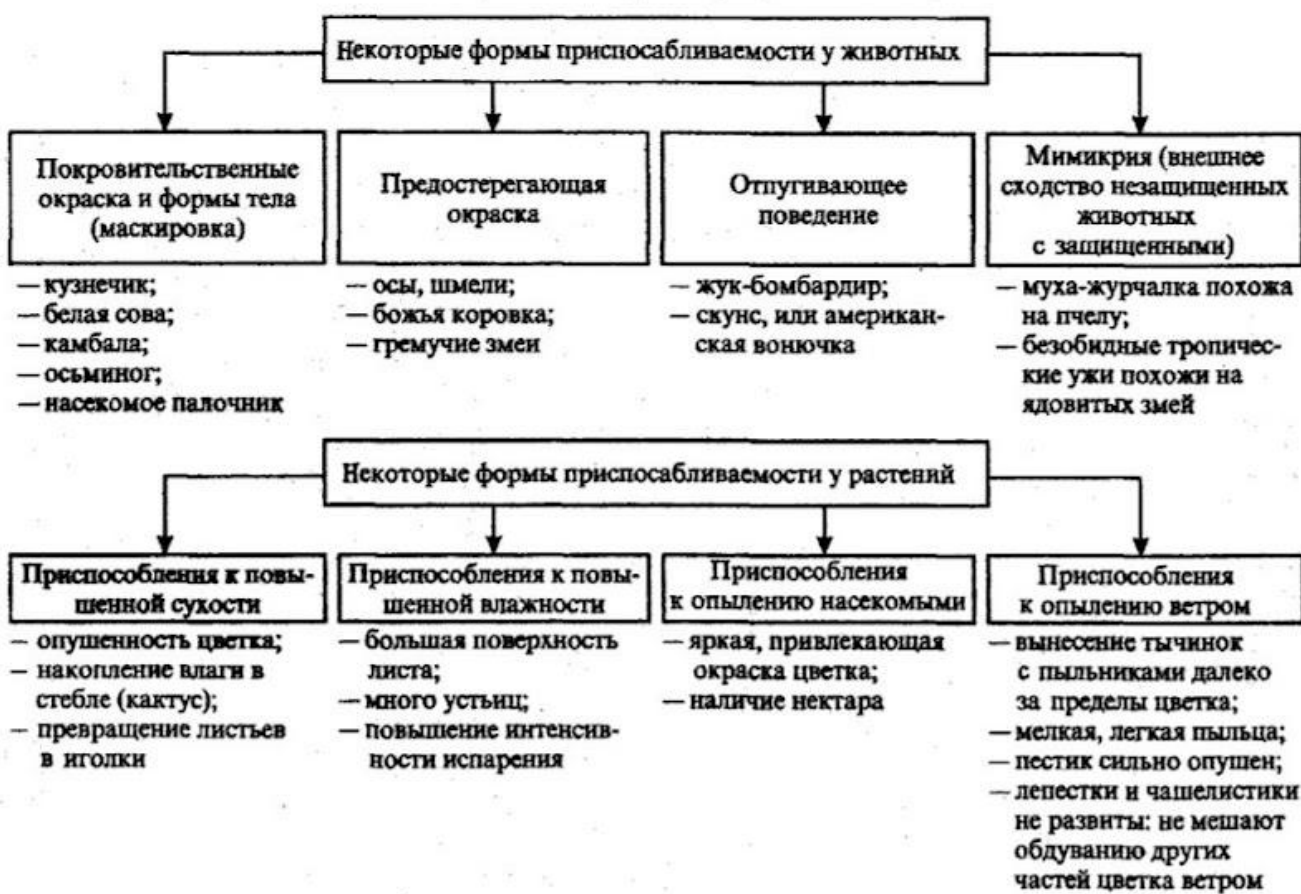 Некоторые формы приспосабливаемости у животных
Покровительственные
окраска и формы тела
(маскировка)
— кузнечик;
— белая сова;
— камбала;
— осьминог;
— насекомое палочник
Предостерегающая
окраска
— осы, шмели;
— божья коровка;
— гремучие змеи
Отпугивающее
поведение
— жук-бомбардир;
— скунс, или американ-
ская вонючка
Мимикрия (внешнее
сходство незащищенных
животных
с защищенными)
— муха-журчалка похожа
на пчелу;
— безобидные тропичес-
кие ужи похожи на
ядовитых змей
Некоторые формы приспосабливаемости у растений
Приспособления к повы-
шенной сухости
— опушенность цветка;
— накопление влаги в
стебле (кактус);
— превращение листьев
в иголки
Приспособления к повы-
шенной влажности
— большая поверхность
листа;
— много устьиц;
— повышение интенсив-
ности испарения
Приспособления
к опылению насекомыми
— яркая, привлекающая
окраска цветка;
— наличие нектара
Приспособления
к опылению ветром
— вынесение тычинок
с пыльниками далеко
за пределы цветка;
— мелкая, легкая пыльца;
— пестик сильно опушен;
— лепестки и чашелистики
не развиты: не мешают
обдуванию других
частей цветка ветром